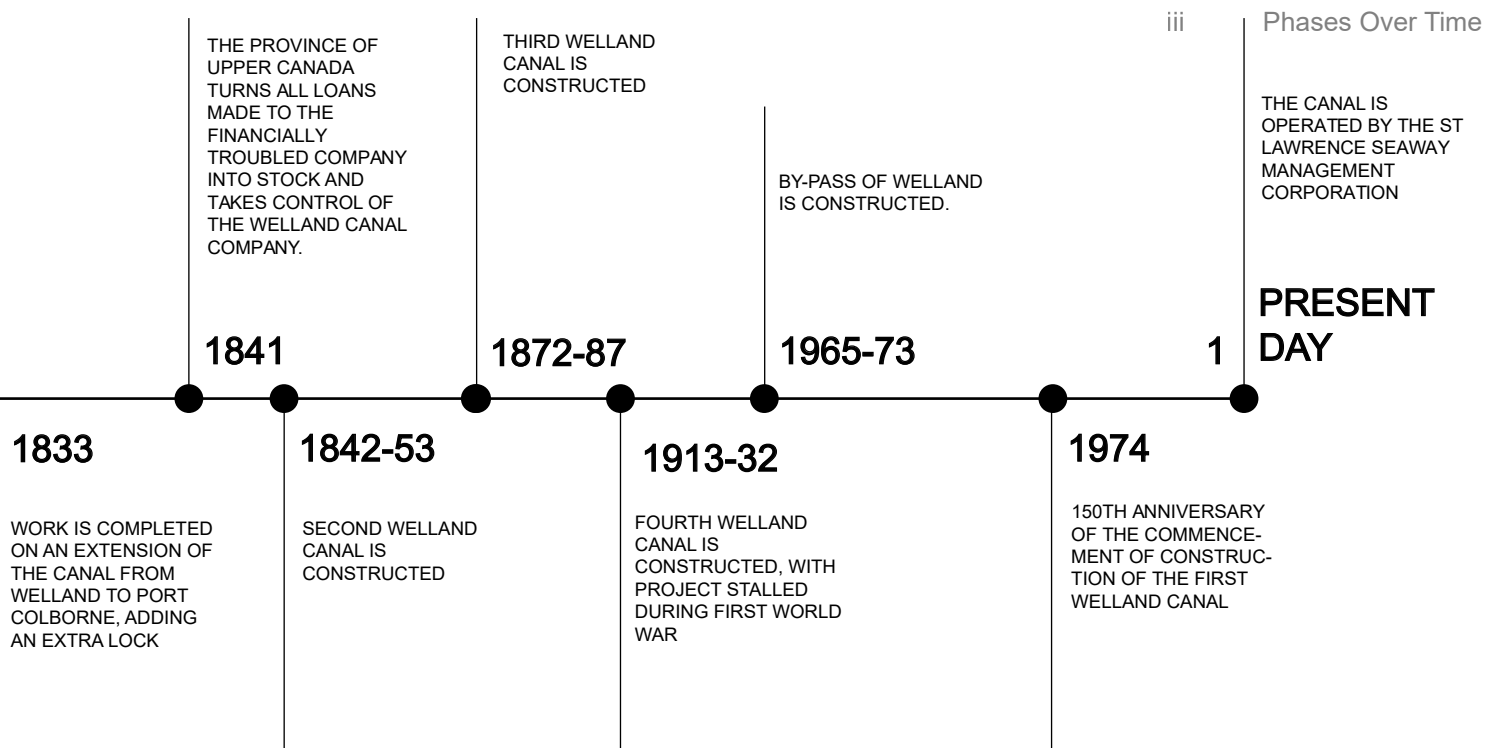 iii Phases Over Time
THE PROVINCE OF
UPPER CANADA
TURNS ALL LOANS
MADE TO THE
FINANCIALLY
TROUBLED COMPANY
INTO STOCK AND
TAKES CONTROL OF
THE WELLAND CANAL
COMPANY.
THIRD WELLAND
CANAL IS
CONSTRUCTED
BY-PASS OF WELLAND
IS CONSTRUCTED.
THE CANAL IS
OPERATED BY THE ST
LAWRENCE SEAWAY
MANAGEMENT
CORPORATION
1841
1872-87
1965-73
1
PRESENT
DAY
1833
1842-53
1913-32
1974
WORK IS COMPLETED
ON AN EXTENSION OF
THE CANAL FROM
WELLAND TO PORT
COLBORNE, ADDING
AN EXTRA LOCK
SECOND WELLAND
CANAL IS
CONSTRUCTED
FOURTH WELLAND
CANAL IS
CONSTRUCTED, WITH
PROJECT STALLED
DURING FIRST WORLD
WAR
150TH ANNIVERSARY
OF THE COMMENCE-
MENT OF CONSTRUC-
TION OF THE FIRST
WELLAND CANAL